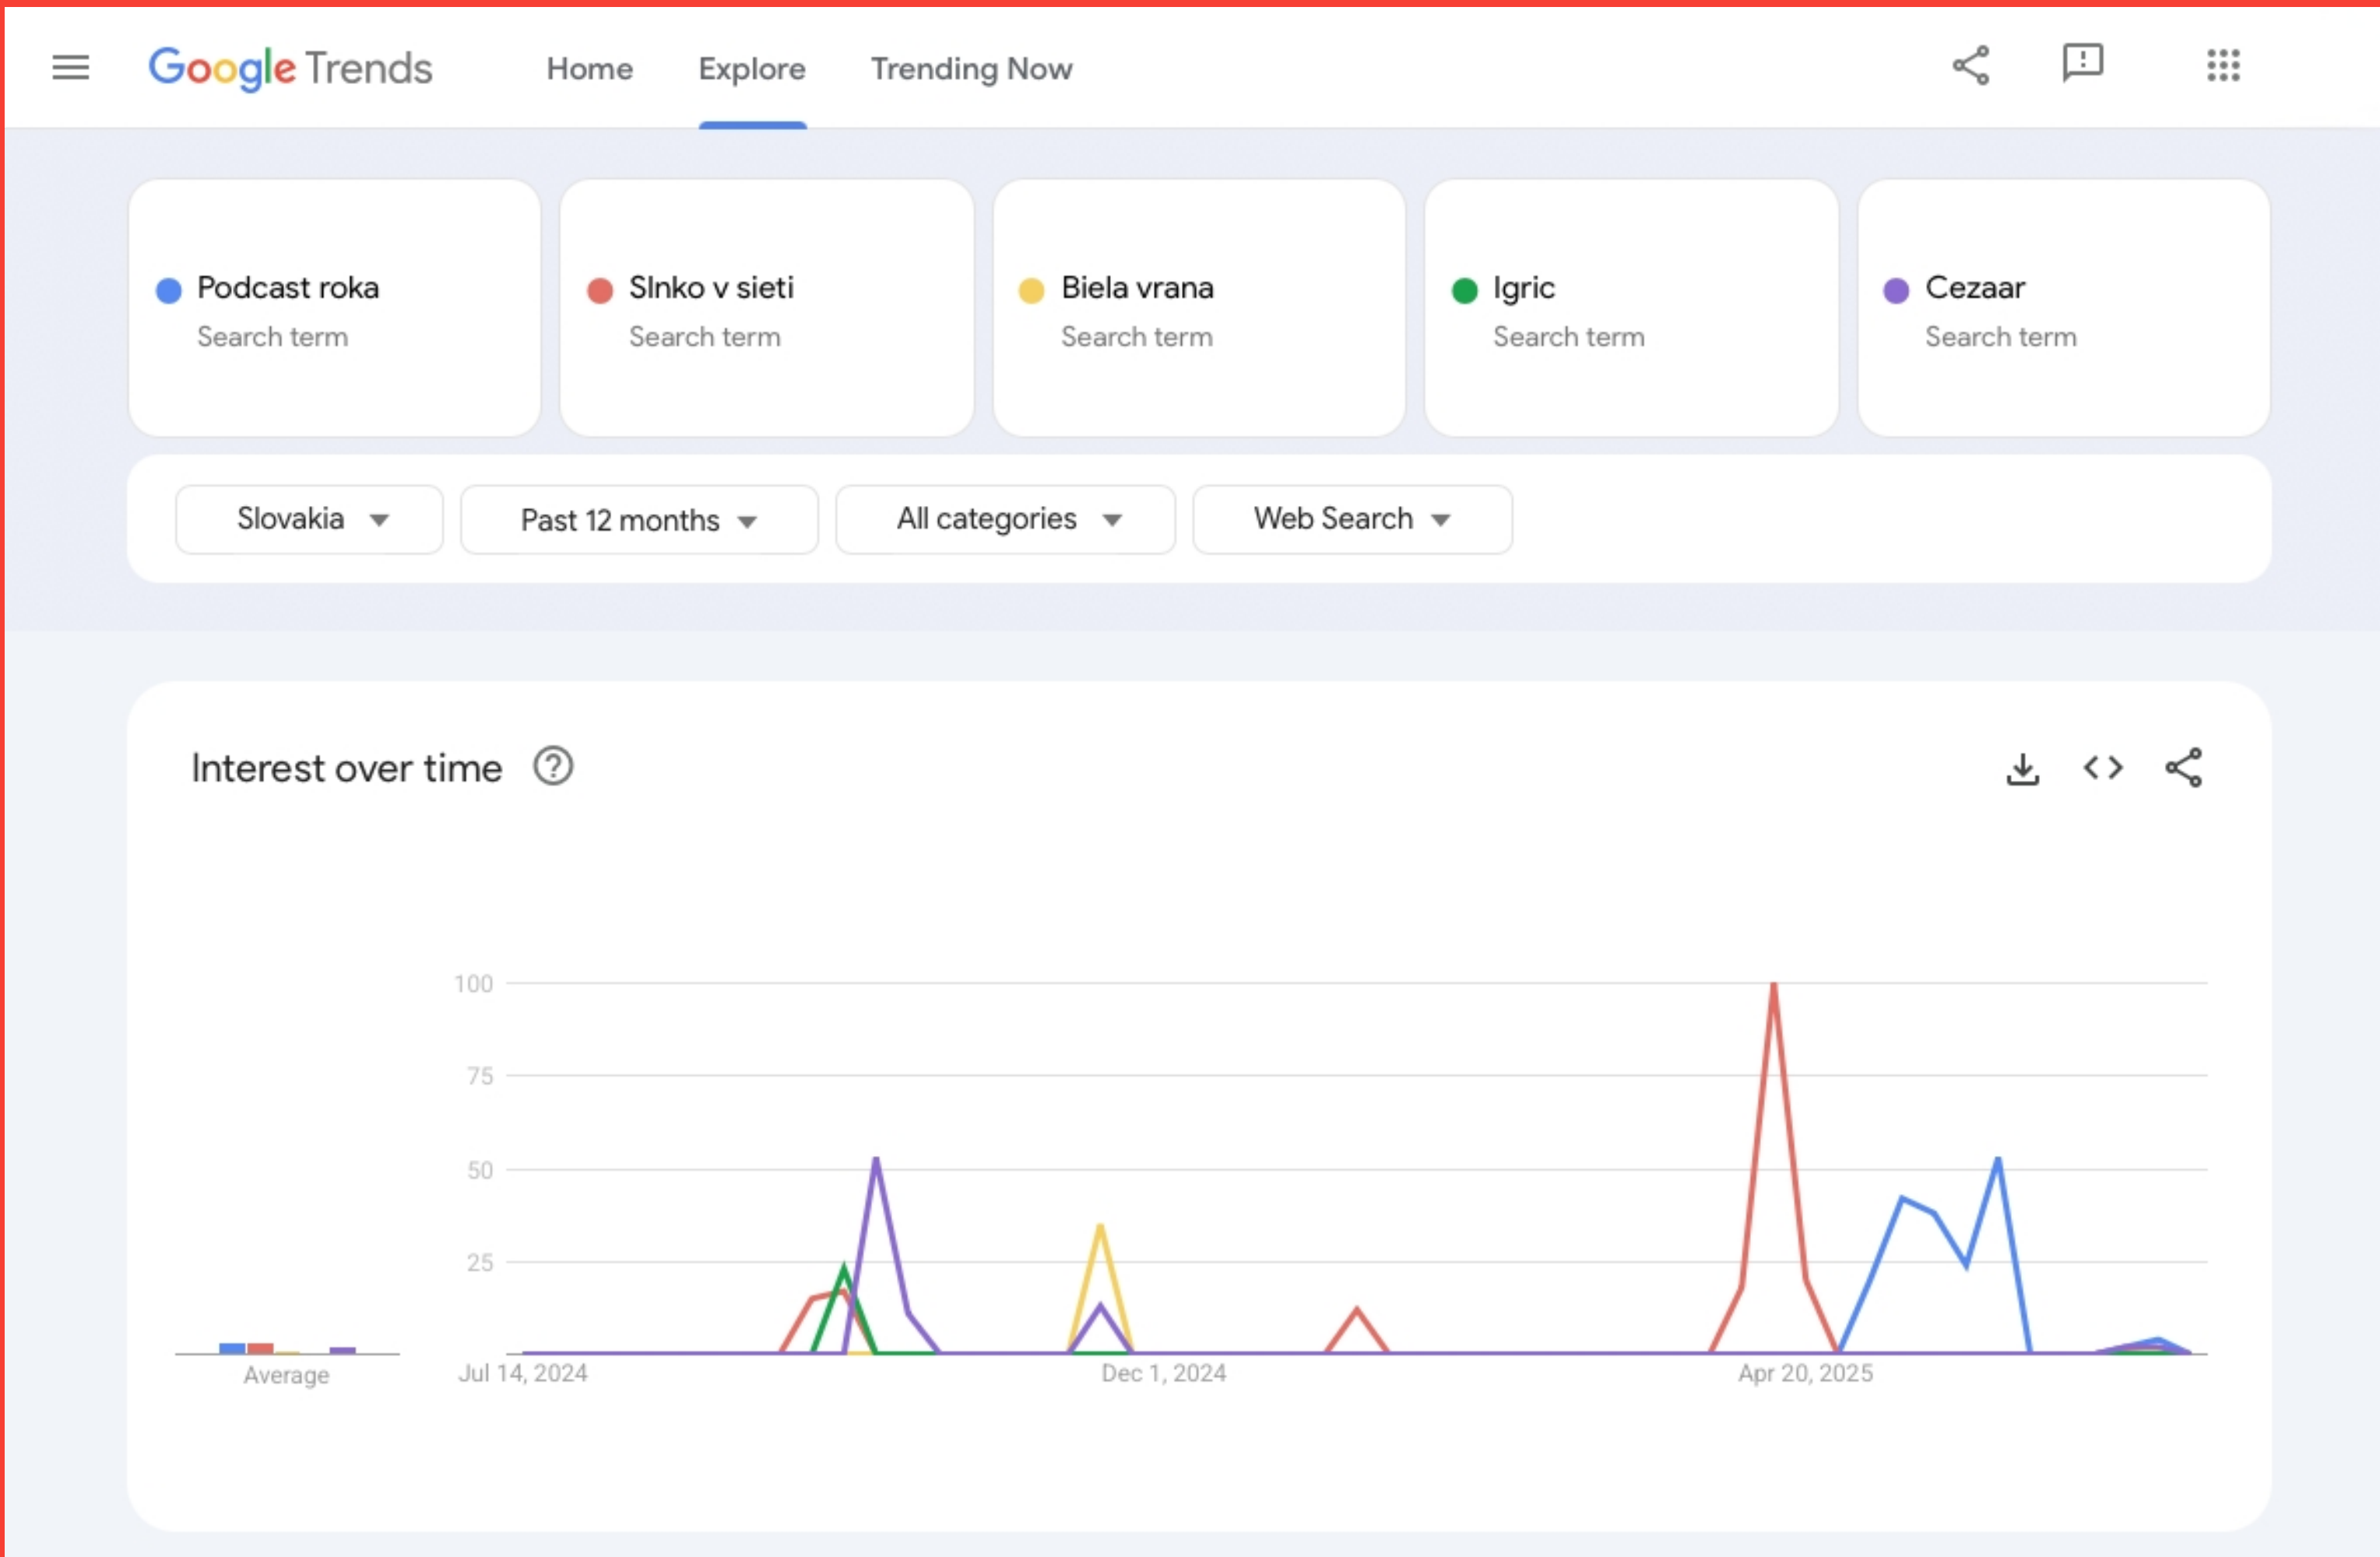 Google Trends Home Explore Trending Now
Podcast roka
Search term
Slnko v sieti
Search term
Biela vrana
Search term
Igric
Search term
Cezaar
Search term
Slovakia Past 12 months All categories Web Search
Interest over time ?
100
75
50
25
Average
Jul 14, 2024 Dec 1, 2024 Apr 20, 2025